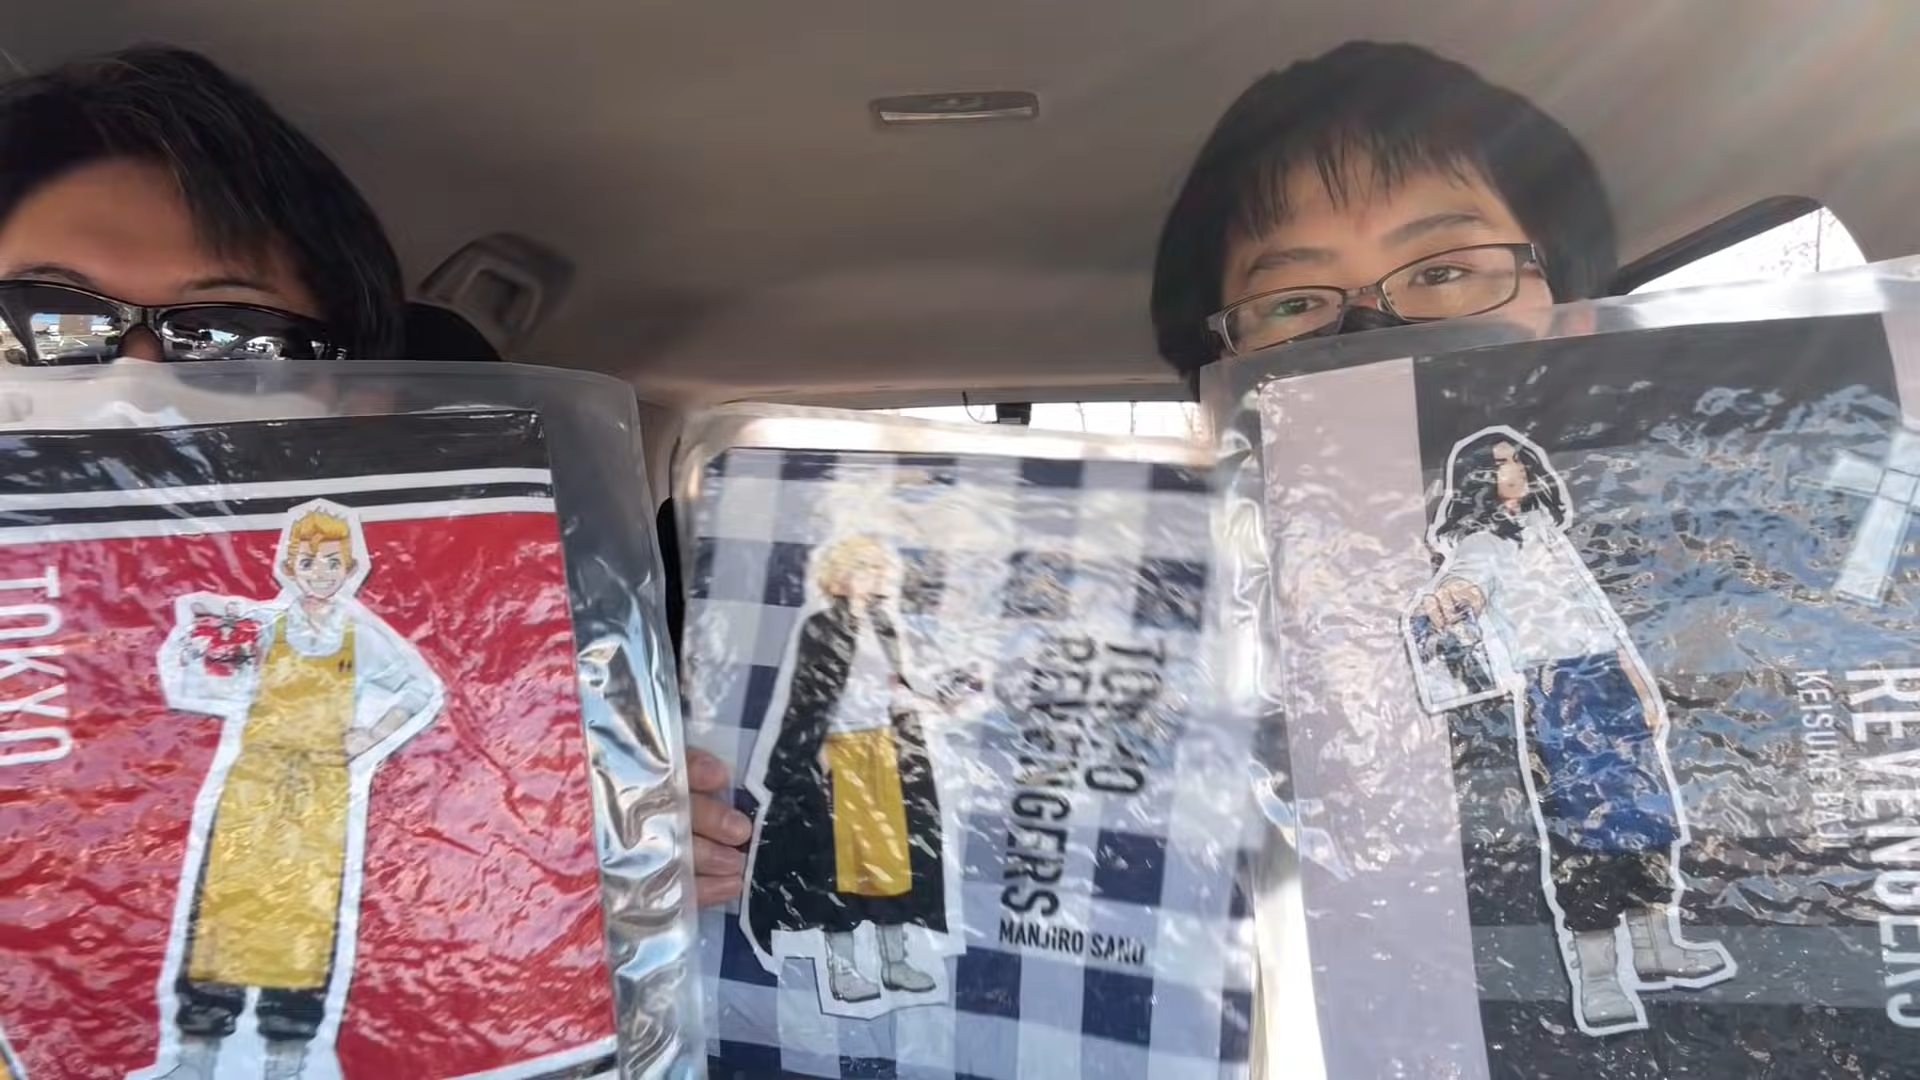 TOKYO
TOKYO
REVENGERS
MANJIRO SANO
REVENGERS
KEISUKE BAJI